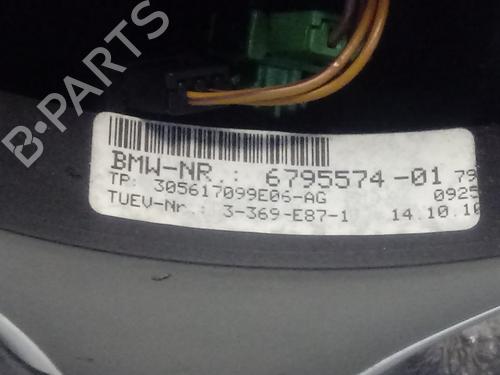 B-PARTS
BMW-NR.: 6795574-01 79
TP: 305617099E06-AG 0925
TUEV-Nr.: 3-369-E87-1 14.10.10